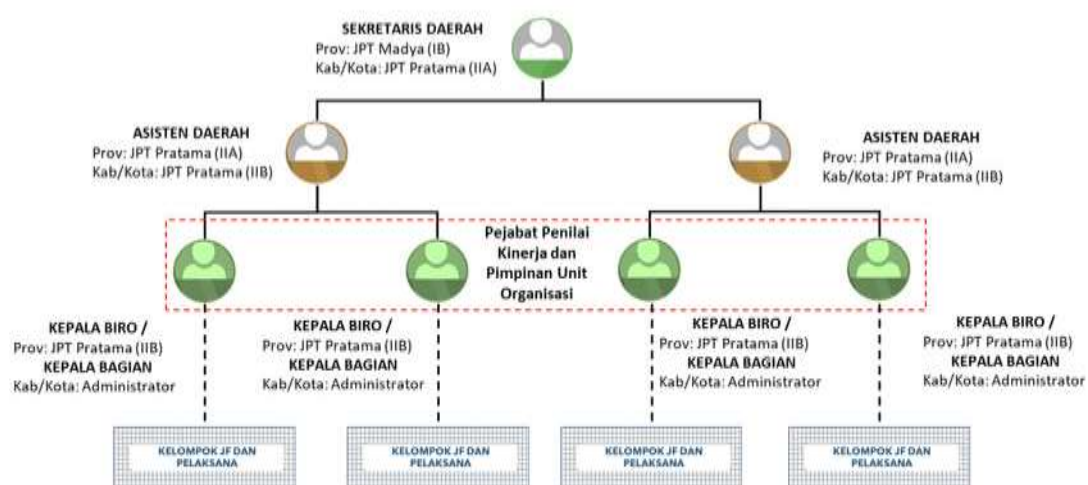 SEKRETARIS DAERAH
Prov: JPT Madya (IB)
Kab/Kota: JPT Pratama (IIA)
ASISTEN DAERAH
Prov: JPT Pratama (IIA)
Kab/Kota: JPT Pratama (IIB)
ASISTEN DAERAH
Prov: JPT Pratama (IIA)
Kab/Kota: JPT Pratama (IIB)
Pejabat Penilai
Kinerja dan
Pimpinan Unit
Organisasi
KEPALA BIRO /
Prov: JPT Pratama (IIB)
KEPALA BAGIAN
Kab/Kota: Administrator
KEPALA BIRO /
Prov: JPT Pratama (IIB)
KEPALA BAGIAN
Kab/Kota: Administrator
KEPALA BIRO /
Prov: JPT Pratama (IIB)
KEPALA BAGIAN
Kab/Kota: Administrator
KEPALA BIRO /
Prov: JPT Pratama (IIB)
KEPALA BAGIAN
Kab/Kota: Administrator
KELOMPOK JF DAN
PELAKSANA
KELOMPOK JF DAN
PELAKSANA
KELOMPOK JF DAN
PELAKSANA
KELOMPOK JF DAN
PELAKSANA